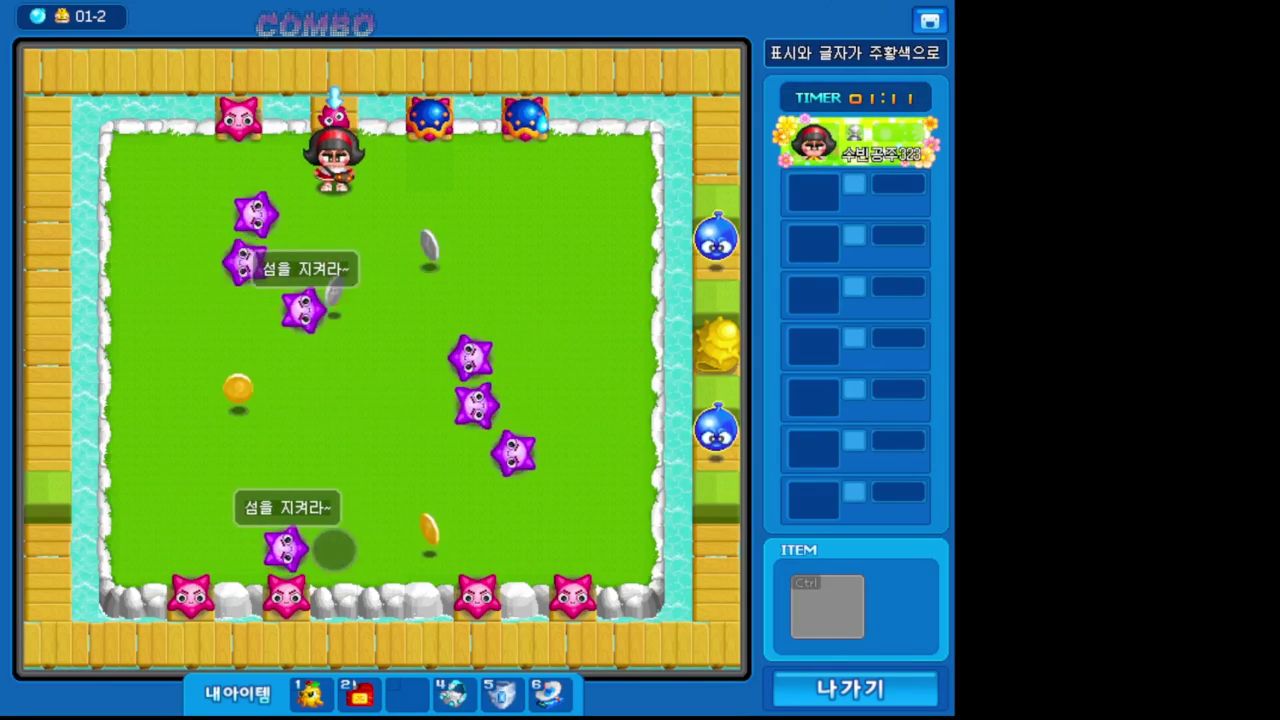 01-2
COMBO
표시와 글자가 주황색으로
TIMER 01:11
수빈공주323
섬을 지켜라~
섬을 지켜라~
ITEM
Ctrl
내아이템
1
2
4
5
6
나가기